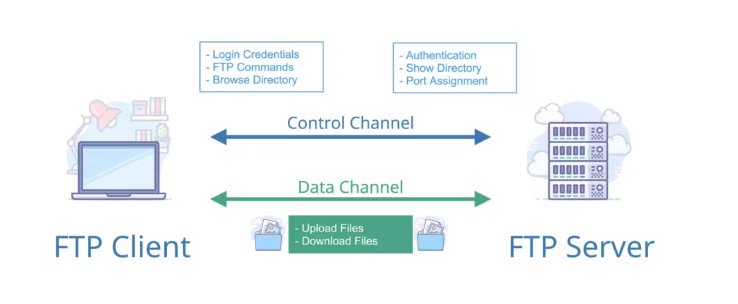 - Login Credentials
- FTP Commands
- Browse Directory
- Authentication
- Show Directory
- Port Assignment
Control Channel
Data Channel
- Upload Files
- Download Files
FTP Client
FTP Server